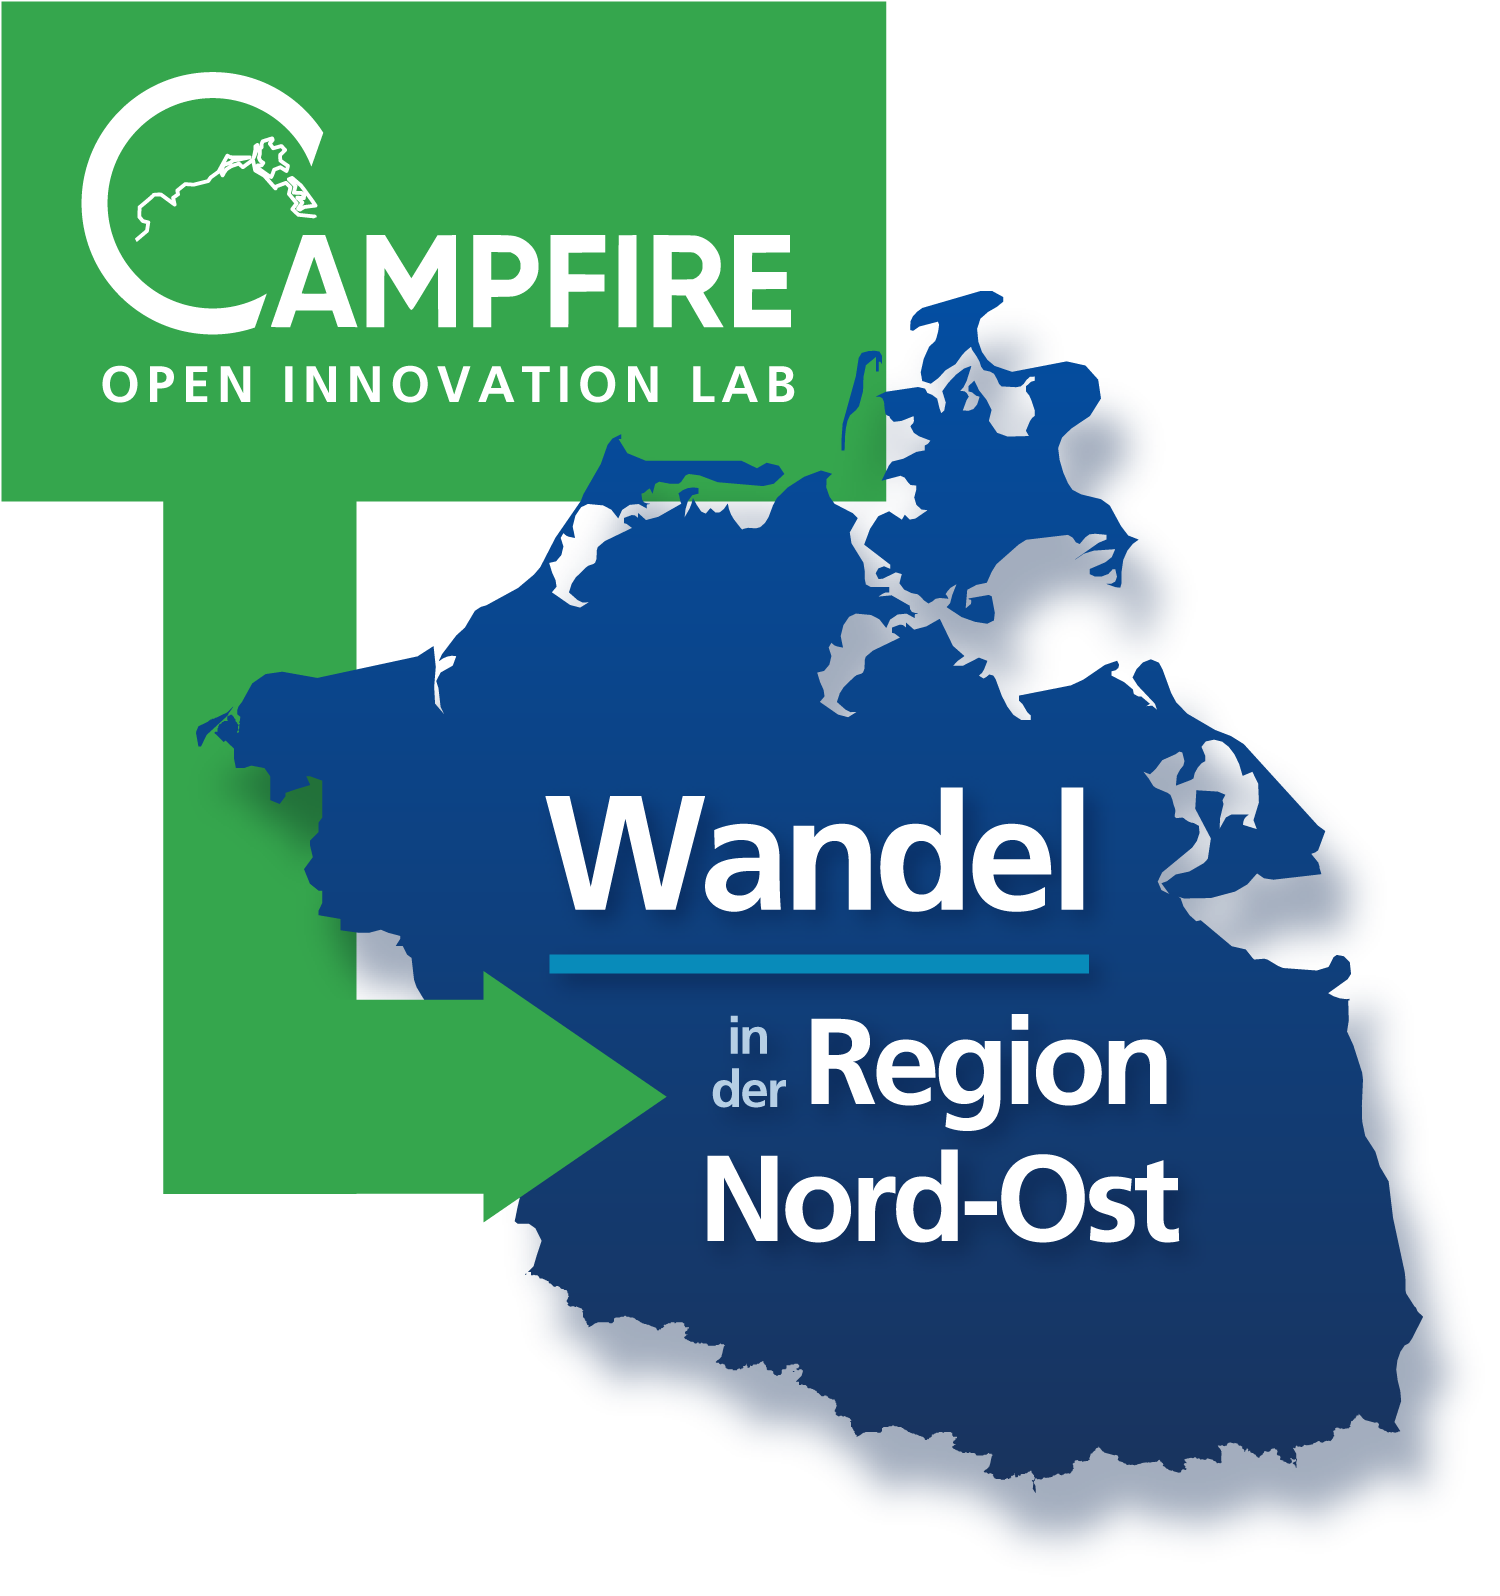 CAMPFIRE
OPEN INNOVATION LAB
Wandel
in der Region
Nord-Ost